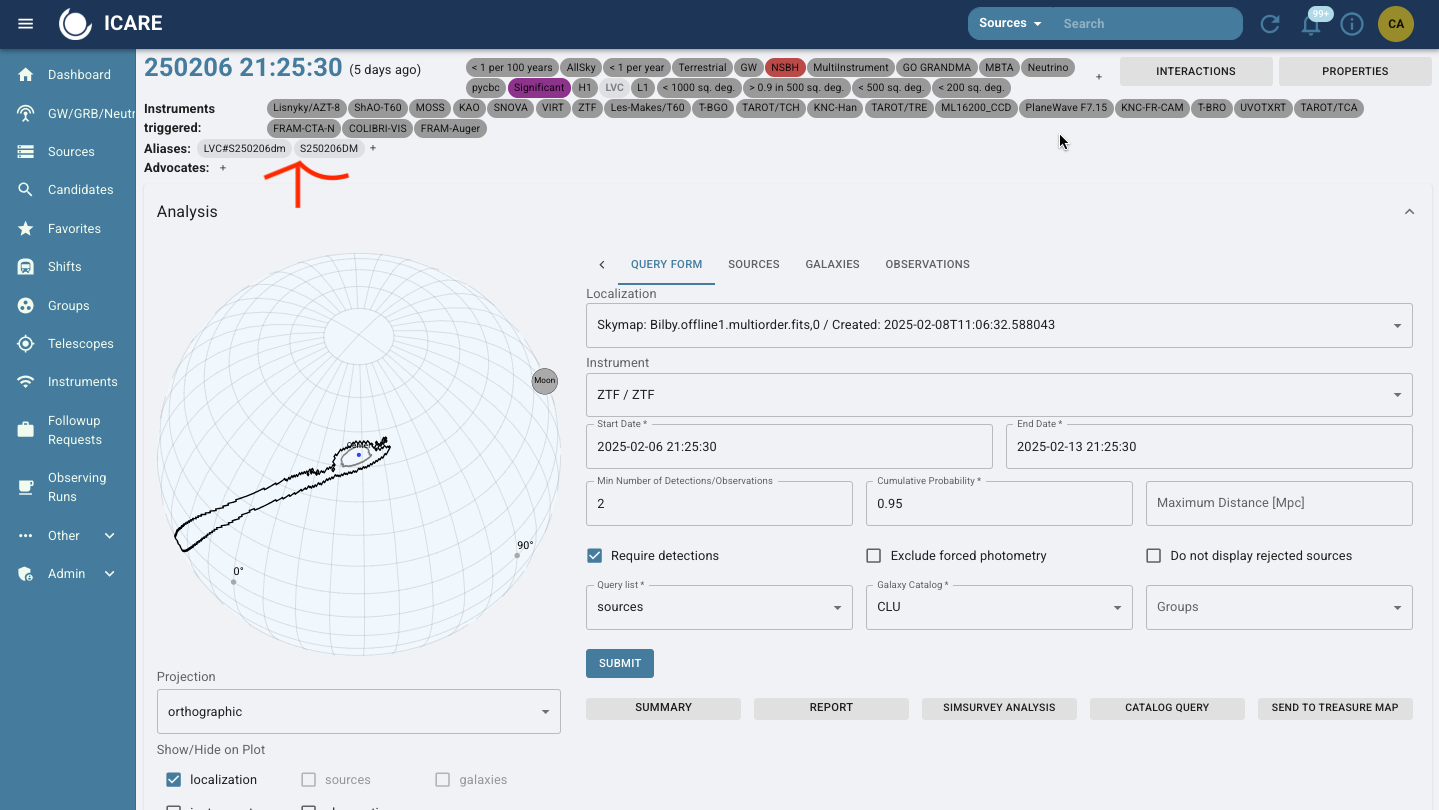 ICARE
Sources
Search
99+
CA
Dashboard
GW/GRB/Neutr
Sources
Candidates
Favorites
Shifts
Groups
Telescopes
Instruments
Followup
Requests
Observing
Runs
Other
Admin
250206 21:25:30 (5 days ago)
< 1 per 100 years AllSky < 1 per year Terrestrial GW NSBH MultiInstrument GO GRANDMA MBTA Neutrino
pycbc Significant H1 LVC L1 < 1000 sq. deg. > 0.9 in 500 sq. deg. < 500 sq. deg. < 200 sq. deg.
+
INTERACTIONS
PROPERTIES
Instruments
triggered:
Lisnyky/AZT-8 ShAO-T60 MOSS KAO SNOVA VIRT ZTF Les-Makes/T60 T-BGO TAROT/TCH KNC-Han TAROT/TRE ML16200_CCD PlaneWave F7.15 KNC-FR-CAM T-BRO UVOTXRT TAROT/TCA
FRAM-CTA-N COLIBRI-VIS FRAM-Auger
Aliases: LVC#S250206dm S250206DM +
Advocates: +
Analysis
Moon
90°
0°
QUERY FORM SOURCES GALAXIES OBSERVATIONS
Localization
Skymap: Bilby.offline1.multiorder.fits,0 / Created: 2025-02-08T11:06:32.588043
Instrument
ZTF / ZTF
Start Date *
2025-02-06 21:25:30
End Date *
2025-02-13 21:25:30
Min Number of Detections/Observations
2
Cumulative Probability *
0.95
Maximum Distance [Mpc]
Require detections
Exclude forced photometry
Do not display rejected sources
Query list *
sources
Galaxy Catalog *
CLU
Groups
SUBMIT
SUMMARY REPORT SIMSURVEY ANALYSIS CATALOG QUERY SEND TO TREASURE MAP
Projection
orthographic
Show/Hide on Plot
localization sources galaxies